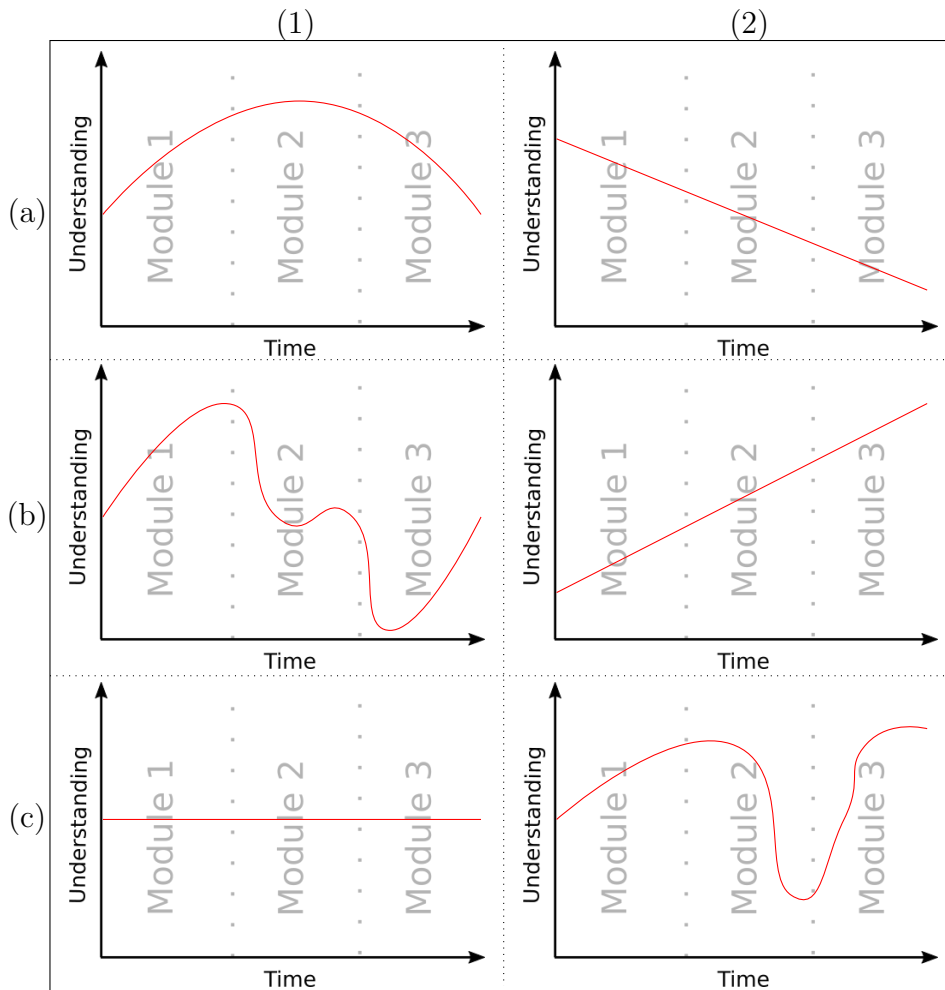 (1)
(2)
(a)
Understanding
Module 1
Module 2
Module 3
Time
Understanding
Module 1
Module 2
Module 3
Time
(b)
Understanding
Module 1
Module 2
Module 3
Time
Understanding
Module 1
Module 2
Module 3
Time
(c)
Understanding
Module 1
Module 2
Module 3
Time
Understanding
Module 1
Module 2
Module 3
Time